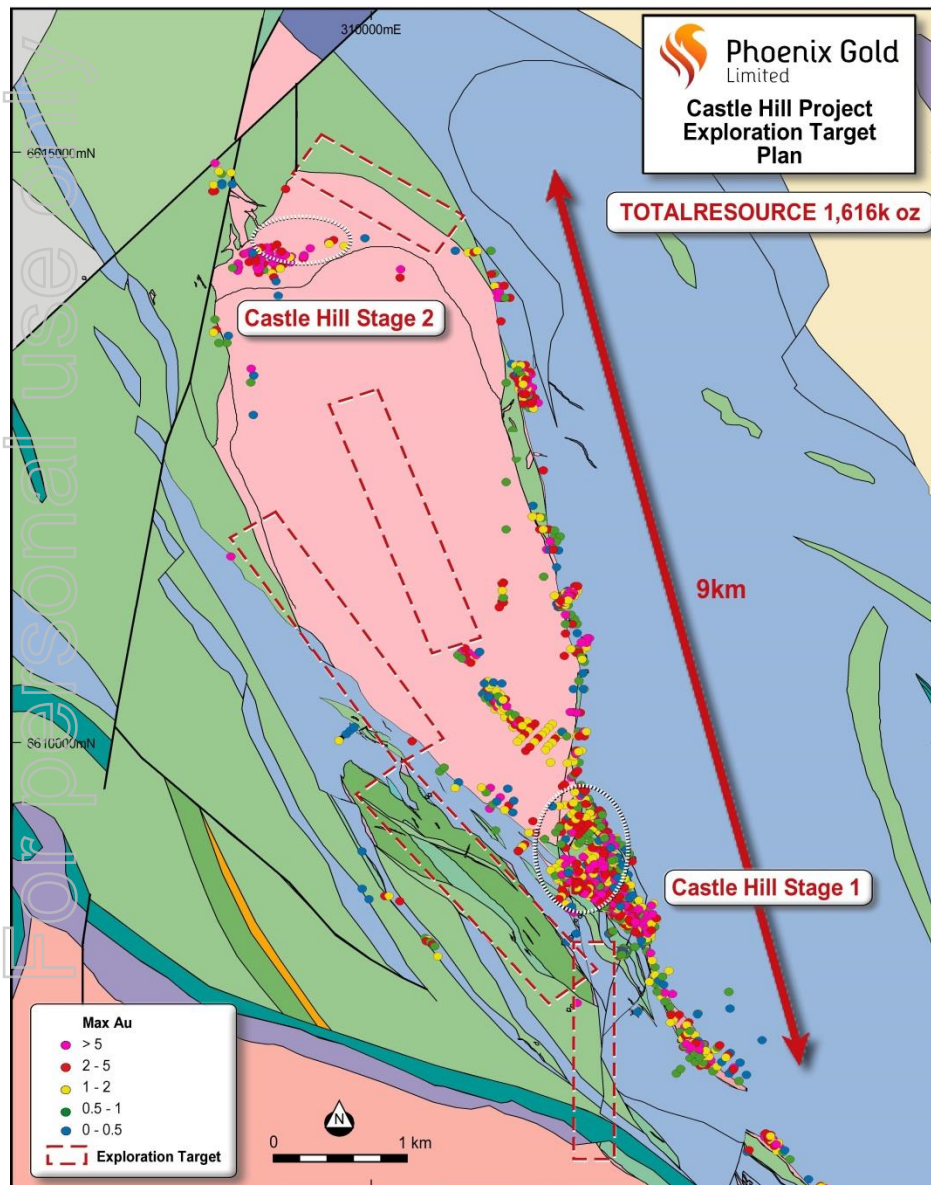 For personal use only
310000mE
6615000mN
6610000mN
Phoenix Gold
Limited
Castle Hill Project
Exploration Target
Plan
TOTALRESOURCE 1,616k oz
Castle Hill Stage 2
9km
Castle Hill Stage 1
Max Au
> 5
2 - 5
1 - 2
0.5 - 1
0 - 0.5
Exploration Target
N
0 1 km